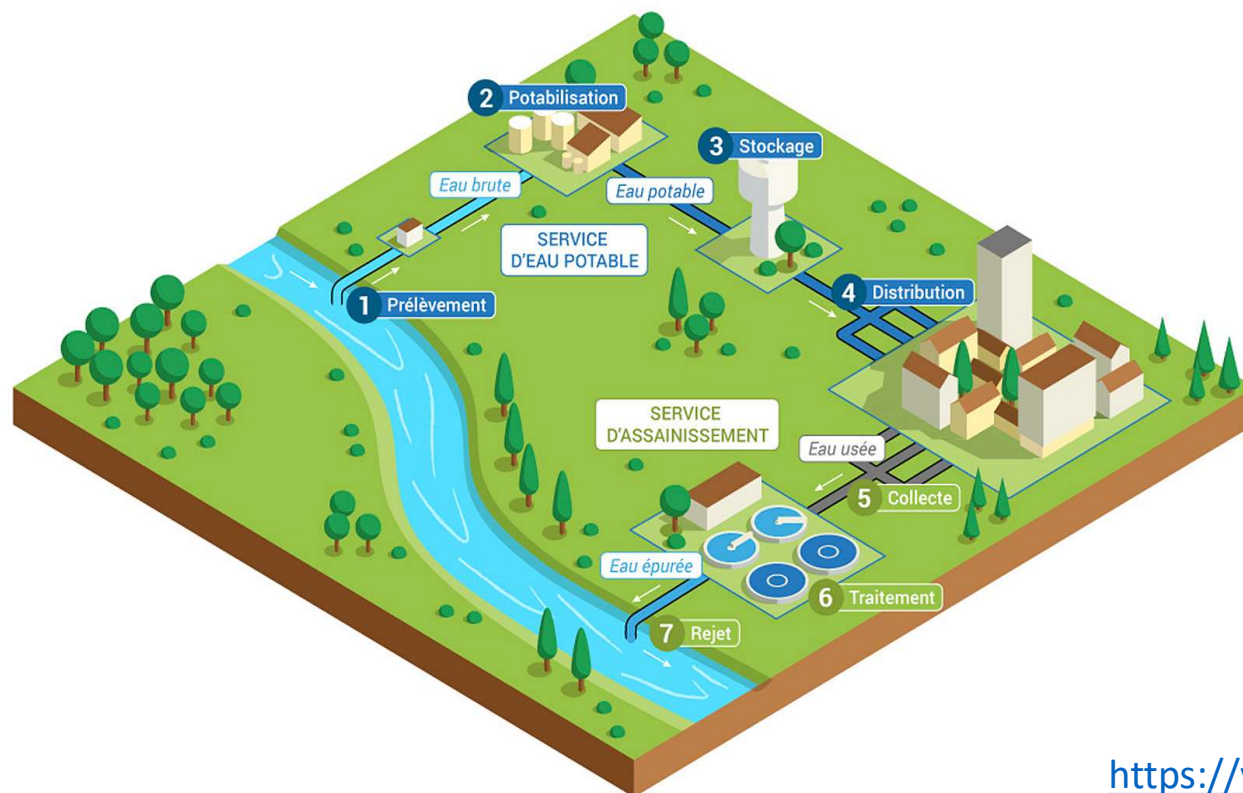 2 Potabilisation
3 Stockage
Eau brute
Eau potable
SERVICE
D'EAU POTABLE
1 Prélèvement
4 Distribution
SERVICE
D'ASSAINISSEMENT
Eau usée
5 Collecte
Eau épurée
6 Traitement
7 Rejet
https://